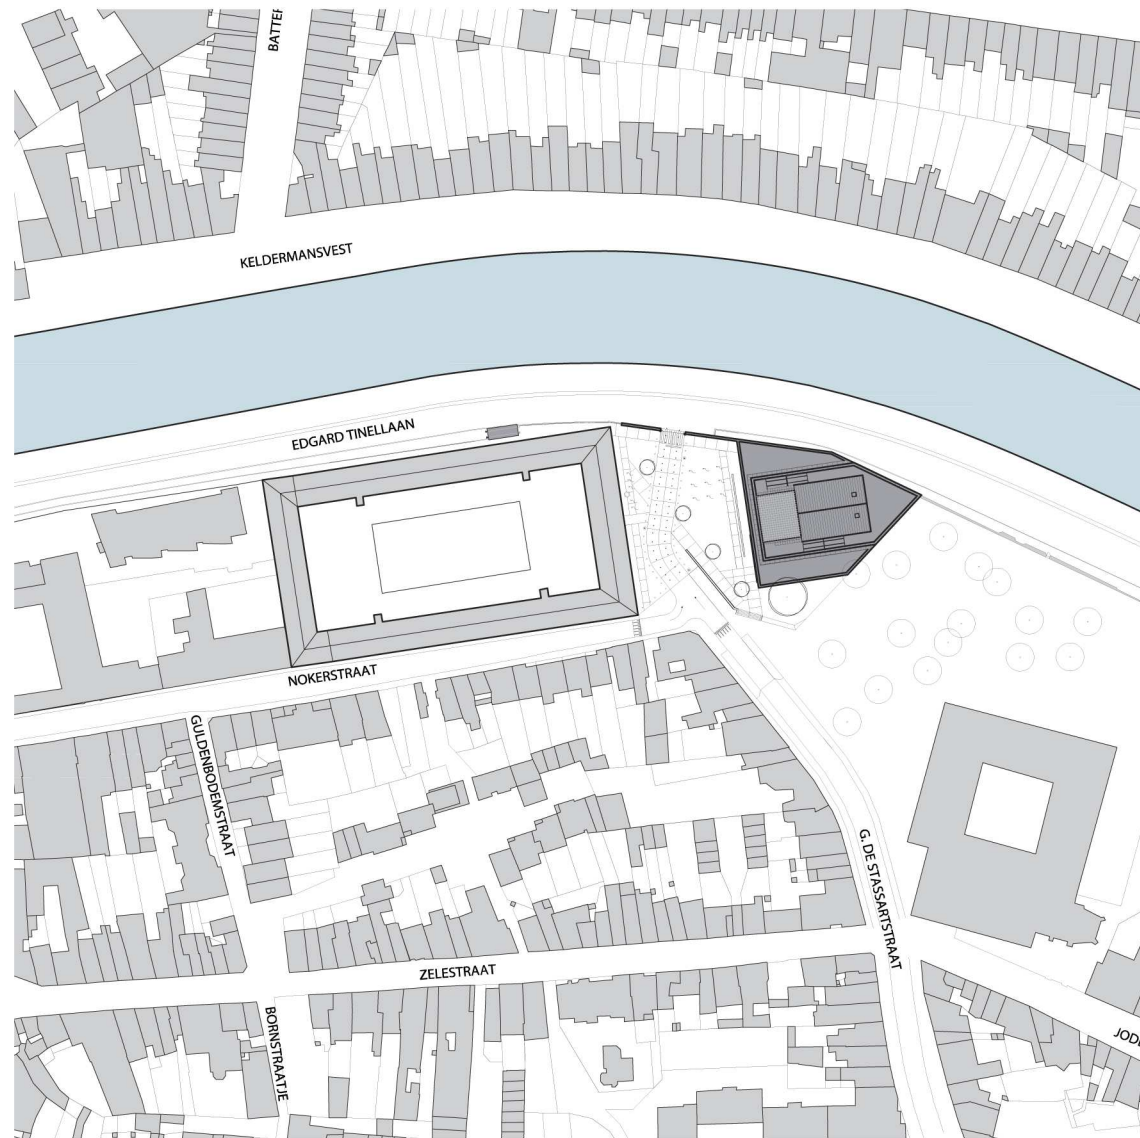 KELDERMANSVEST
EDGARD TINELLAAN
NOKERSTRAAT
GULDENBODEMSTRAAT
G. DE STASSARTSTRAAT
ZELESTRAAT
BORNSTRAATJE